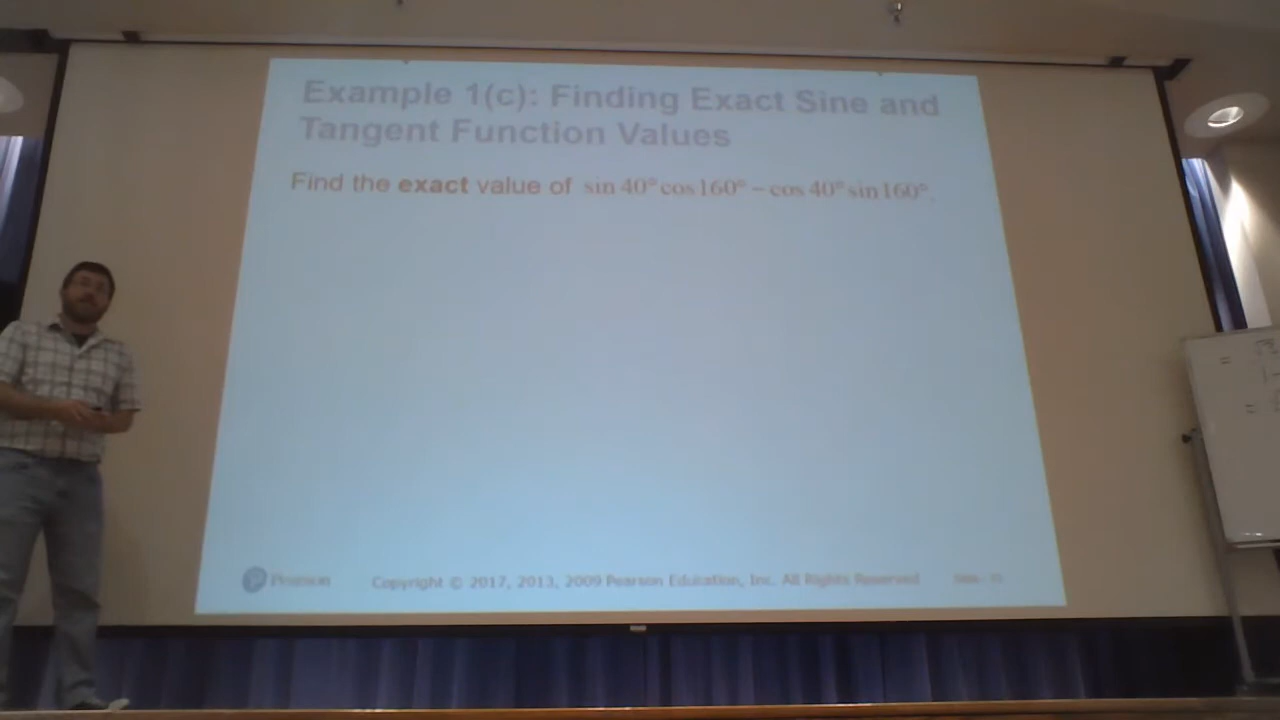 Example 1(c): Finding Exact Sine and
Tangent Function Values
Find the exact value of sin 40° cos 160° − cos 40° sin 160°.
Pearson
Copyright © 2017, 2013, 2009 Pearson Education, Inc. All Rights Reserved